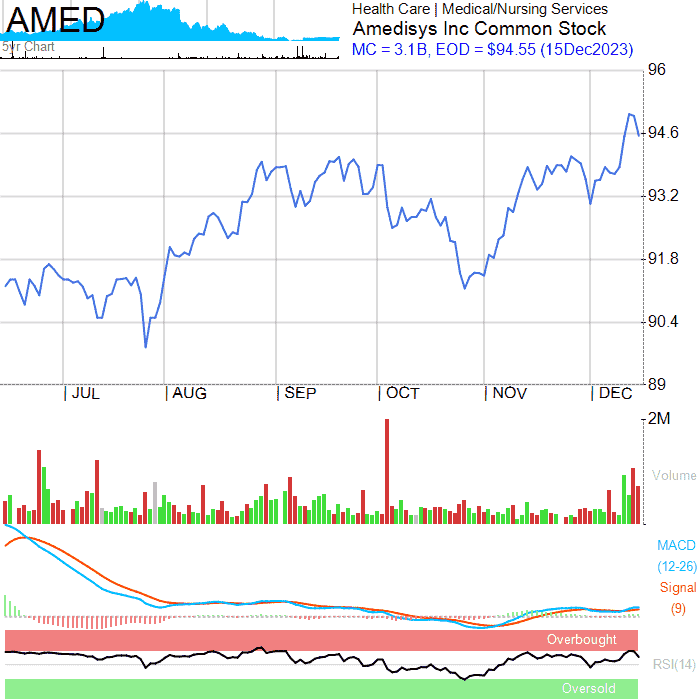 AMED
5yr Chart
Health Care | Medical/Nursing Services
Amedisys Inc Common Stock
MC = 3.1B, EOD = $94.55 (15Dec2023)
96
94.6
93.2
91.8
90.4
89
| JUL | AUG | SEP | OCT | NOV | DEC
2M
Volume
MACD
(12-26)
Signal
(9)
Overbought
RSI(14)
Oversold